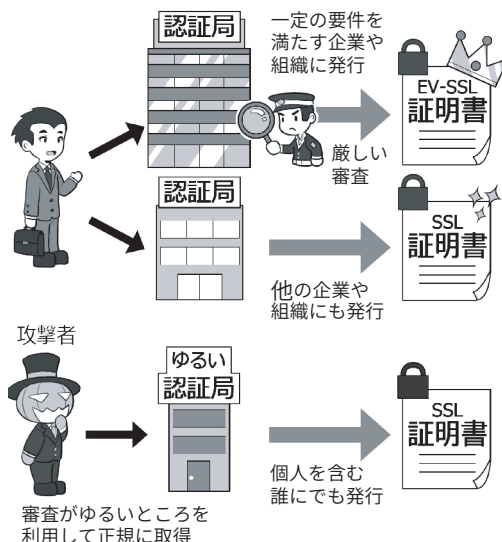 認証局
一定の要件を
満たす企業や
組織に発行
EV-SSL
証明書
厳しい
審査
認証局
SSL
証明書
他の企業や
組織にも発行
攻撃者
ゆるい
認証局
SSL
証明書
個人を含む
誰にでも発行
審査がゆるいところを
利用して正規に取得